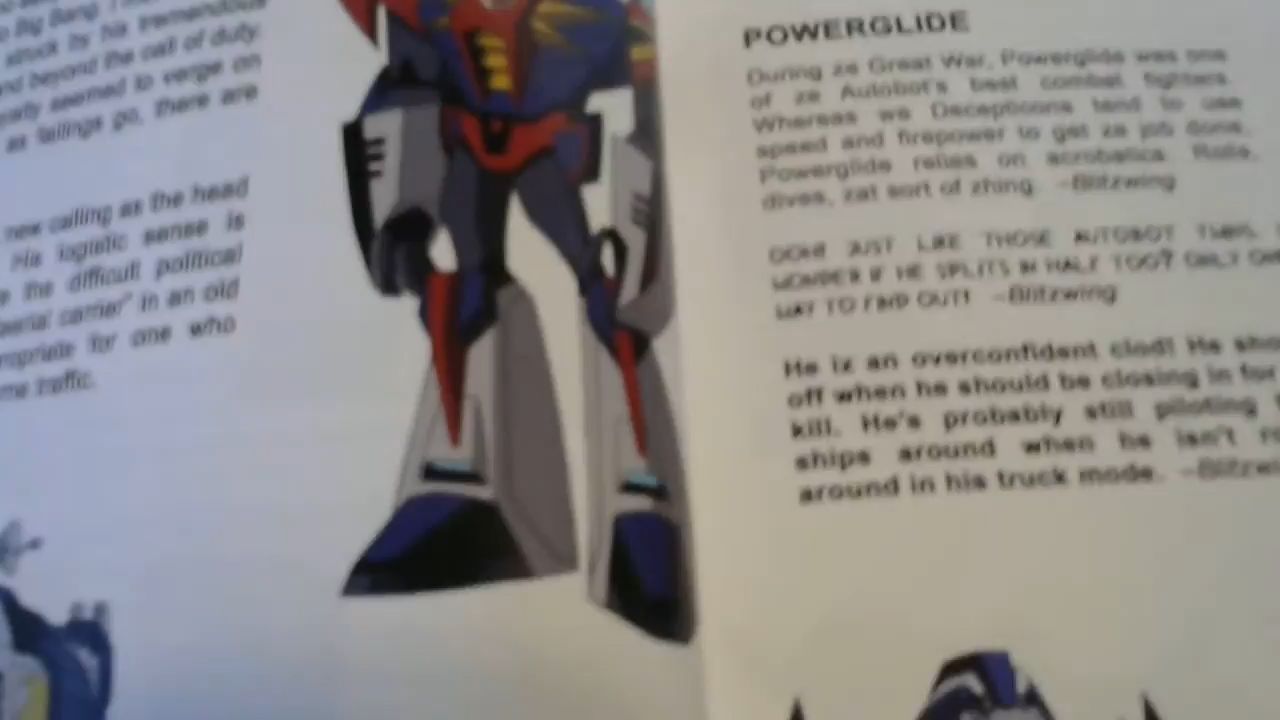 Big Bang.
struck by his tremendous
and beyond the call of duty.
seemed to verge on
as failings go, there are
new calling as the head
His logistic sense is
the difficult political
carrier" in an old
for one who
traffic.
POWERGLIDE
During ze Great War, Powerglide was one
of ze Autobot's best combat fighters.
Whereas we Decepticons tend to use
speed and firepower to get ze job done,
Powerglide relies on acrobatics. Rolls,
dives, zat sort of zhing. -Blitzwing
JUST LIKE THOSE AUTOBOT
WONDER IF HE SPLITS IN HALF TOO? ONLY
WAY TO FIND OUT! -Blitzwing
He iz an overconfident clod! He
off when he should be closing in for
kill. He's probably still piloting
ships around when he isn't
around in his truck mode.